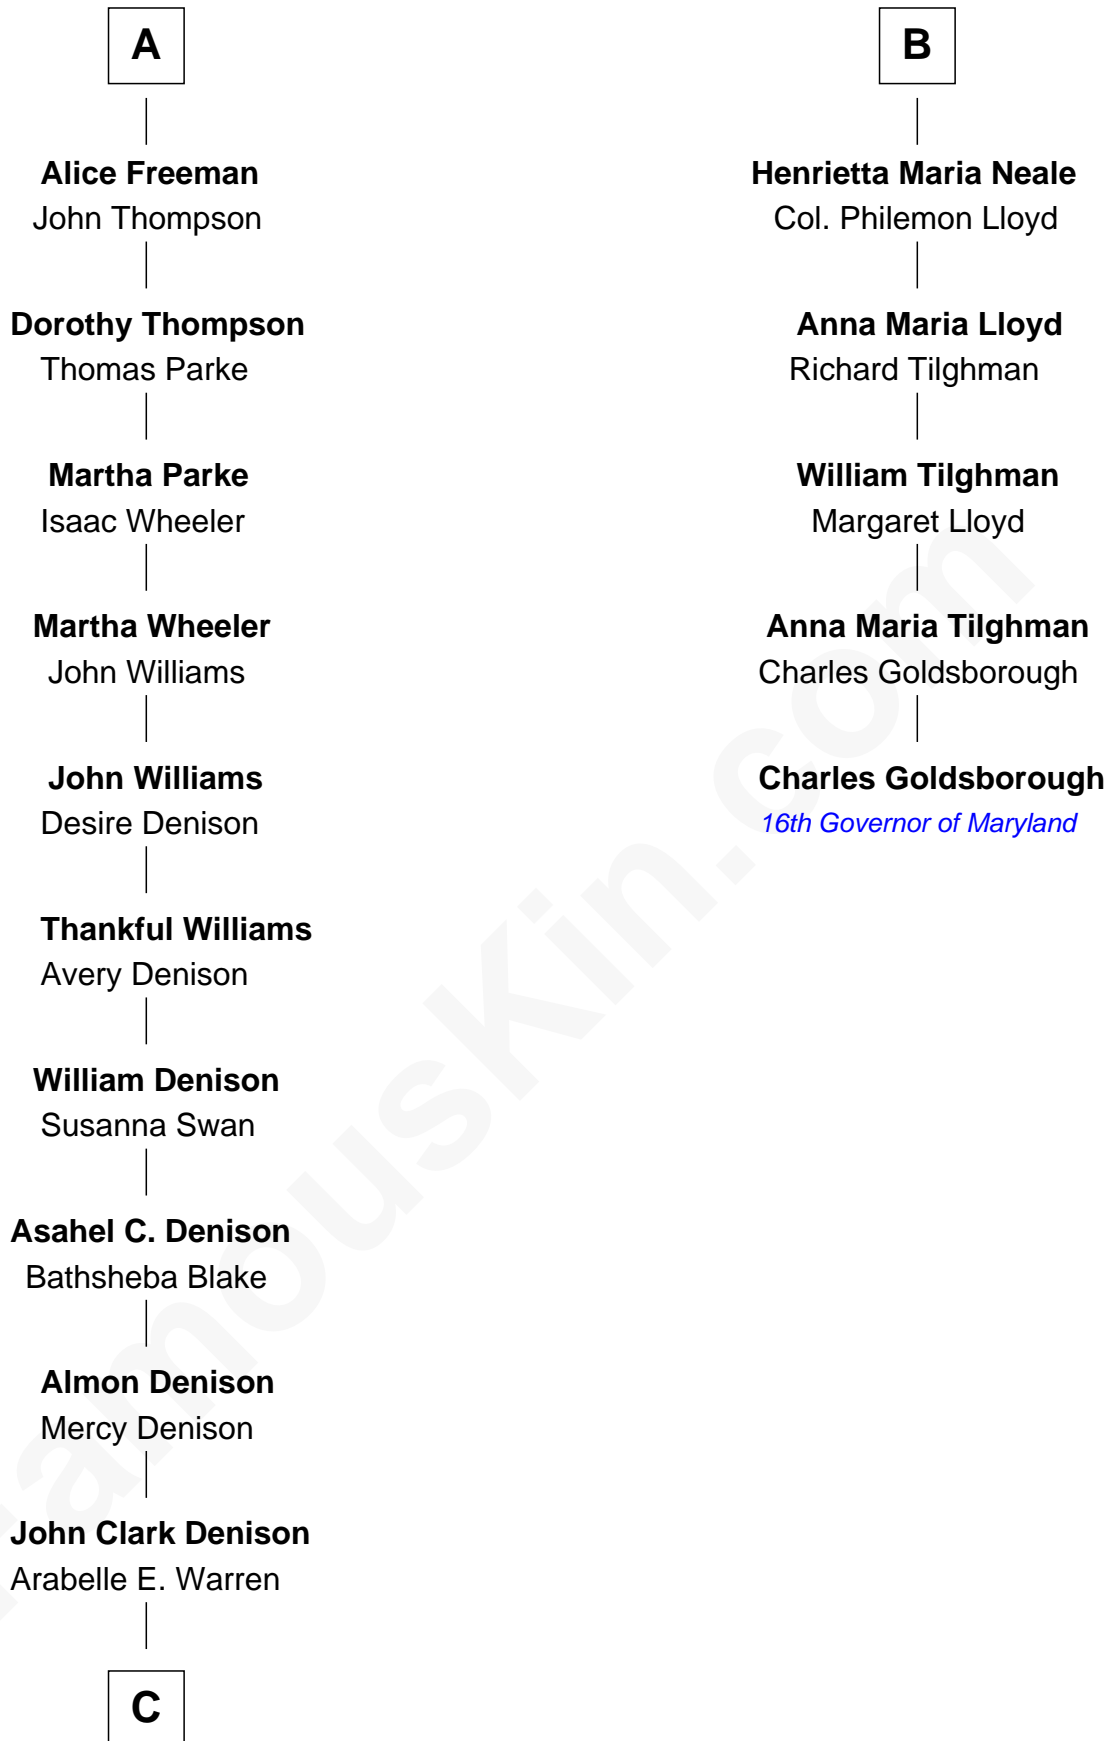 A
Alice Freeman
John Thompson
Dorothy Thompson
Thomas Parke
Martha Parke
Isaac Wheeler
Martha Wheeler
John Williams
John Williams
Desire Denison
Thankful Williams
Avery Denison
William Denison
Susanna Swan
Asahel C. Denison
Bathsheba Blake
Almon Denison
Mercy Denison
John Clark Denison
Arabelle E. Warren
C
B
Henrietta Maria Neale
Col. Philemon Lloyd
Anna Maria Lloyd
Richard Tilghman
William Tilghman
Margaret Lloyd
Anna Maria Tilghman
Charles Goldsborough
Charles Goldsborough
16th Governor of Maryland
FamousKin.com